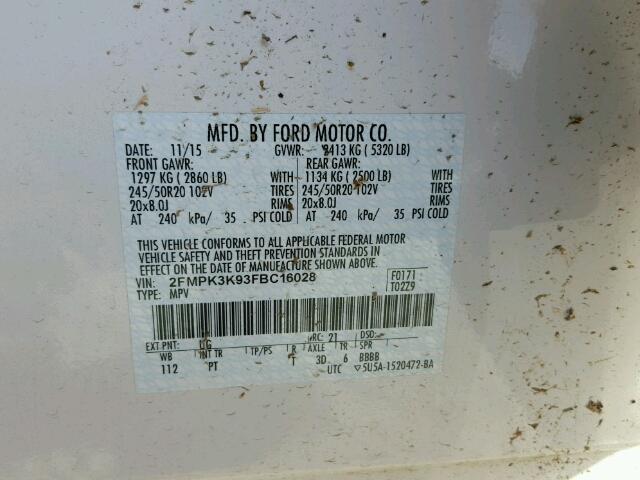 MFD. BY FORD MOTOR CO.
DATE: 11/15 GVWR: 2413 KG ( 5320 LB)
FRONT GAWR: REAR GAWR:
1297 KG ( 2860 LB) WITH 1134 KG ( 2500 LB) WITH
245/50R20 102V TIRES 245/50R20 102V TIRES
20x8.0J RIMS 20x8.0J RIMS
AT 240 kPa/ 35 PSI COLD AT 240 kPa/ 35 PSI COLD
THIS VEHICLE CONFORMS TO ALL APPLICABLE FEDERAL MOTOR
VEHICLE SAFETY AND THEFT PREVENTION STANDARDS IN
EFFECT ON THE DATE OF MANUFACTURE SHOWN ABOVE.
VIN: 2FMPK3K93FBC16028 F0171
TYPE: MPV T02Z9
EXT PNT: UG RC: 21 DSO:
WB INT TR TP/PS R AXLE TR SPR
112 PT T 3D 6 BBBB
UTC ▽5U5A-1520472-BA